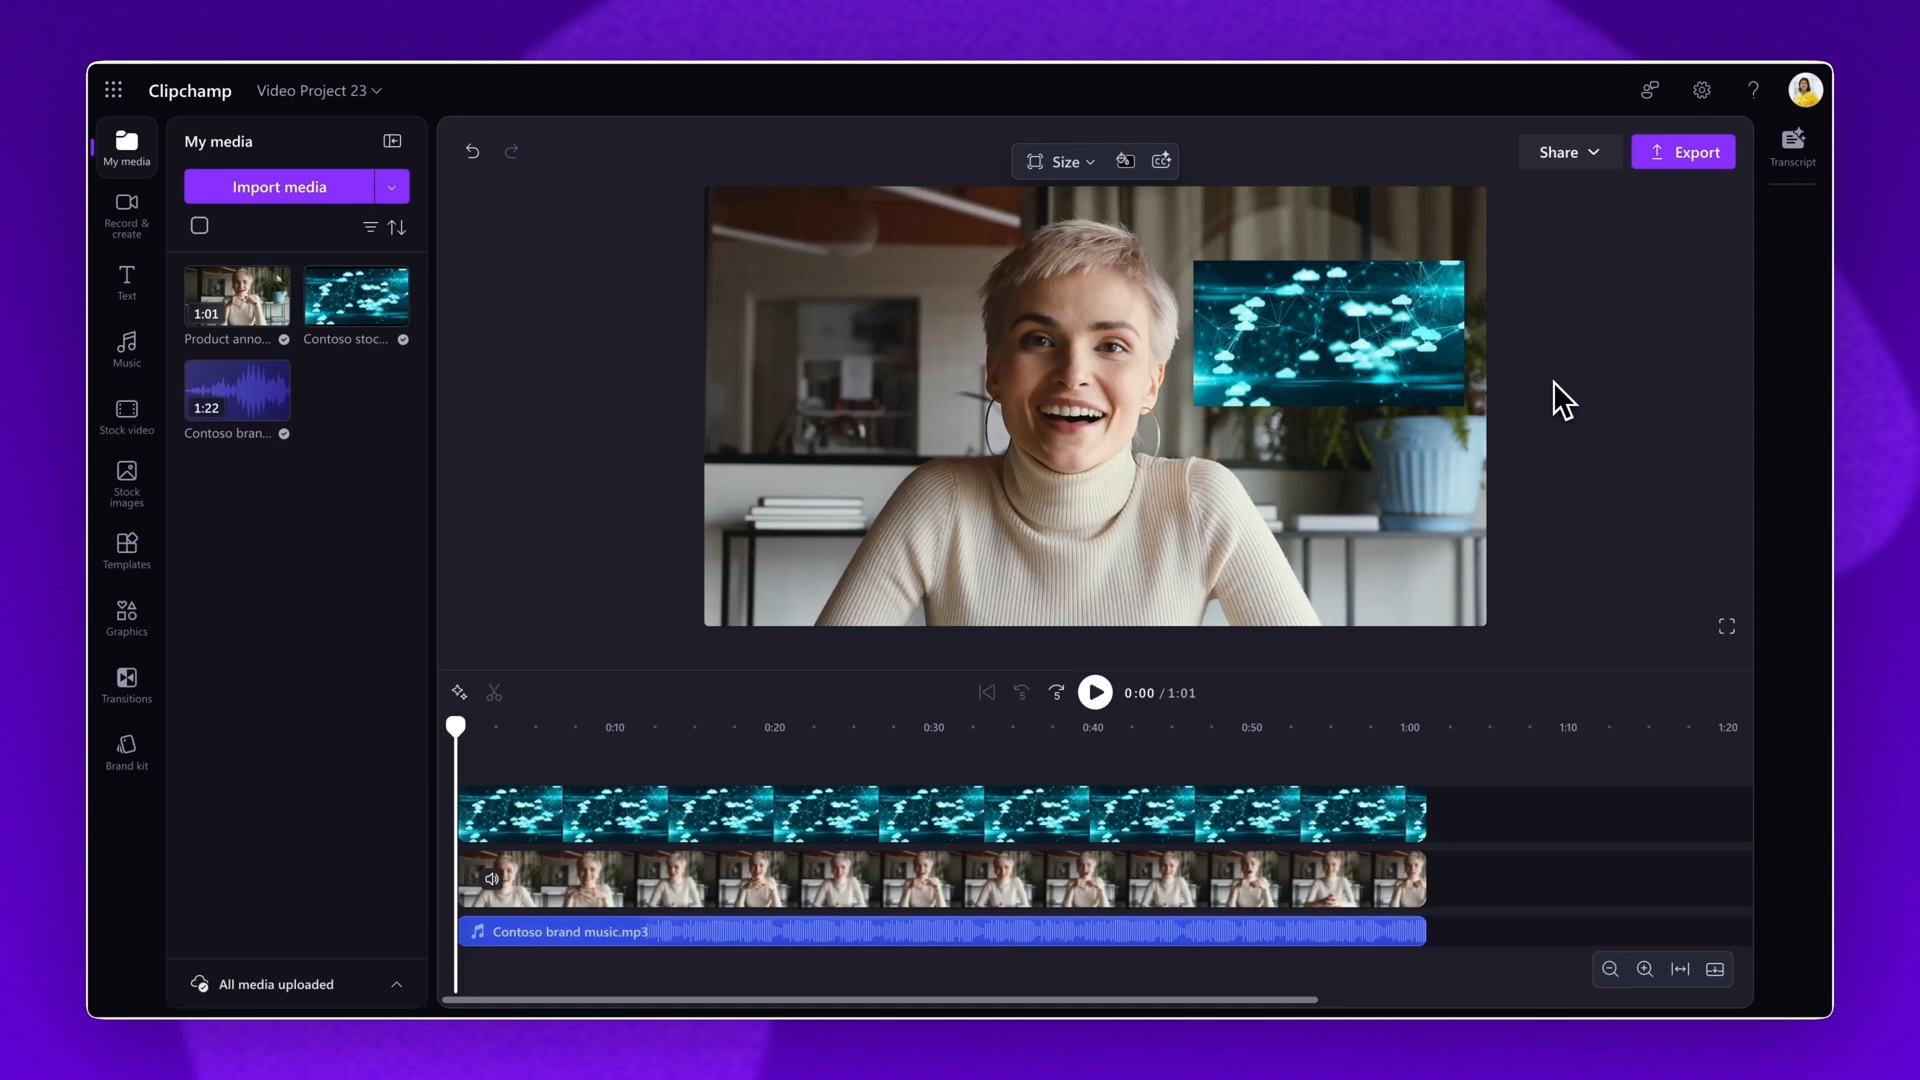 Clipchamp
Video Project 23
My media
Import media
1:01
Product anno...
Contoso stoc...
1:22
Contoso bran...
All media uploaded
My media
Record &
create
Text
Music
Stock video
Stock
images
Templates
Graphics
Transitions
Brand kit
Size
CC
Share
Export
Transcript
5
5
0:00 / 1:01
0:10
0:20
0:30
0:40
0:50
1:00
1:10
1:20
Contoso brand music.mp3